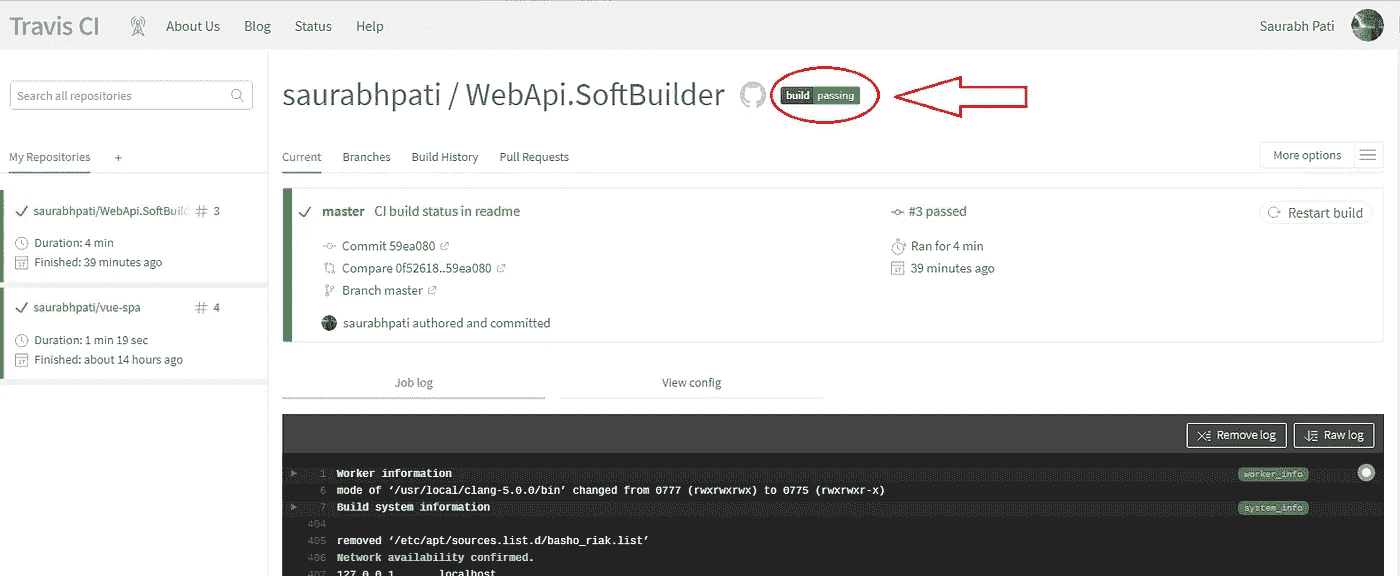 Travis CI About Us Blog Status Help Saurabh Pati
Search all repositories
saurabhpati / WebApi.SoftBuilder build passing
My Repositories +
Current Branches Build History Pull Requests More options
saurabhpati/WebApi.SoftBuild # 3
Duration: 4 min
Finished: 39 minutes ago
saurabhpati/vue-spa # 4
Duration: 1 min 19 sec
Finished: about 14 hours ago
master CI build status in readme #3 passed Restart build
Commit 59ea080 Ran for 4 min
Compare 0f52618..59ea080 39 minutes ago
Branch master
saurabhpati authored and committed
Job log View config
Remove log Raw log
1 Worker information worker_info
6 mode of ‘/usr/local/clang-5.0.0/bin’ changed from 0777 (rwxrwxrwx) to 0775 (rwxrwxr-x)
7 Build system information system_info
404
405 removed ‘/etc/apt/sources.list.d/basho_riak.list’
406 Network availability confirmed.
407 127.0.0.1 localhost